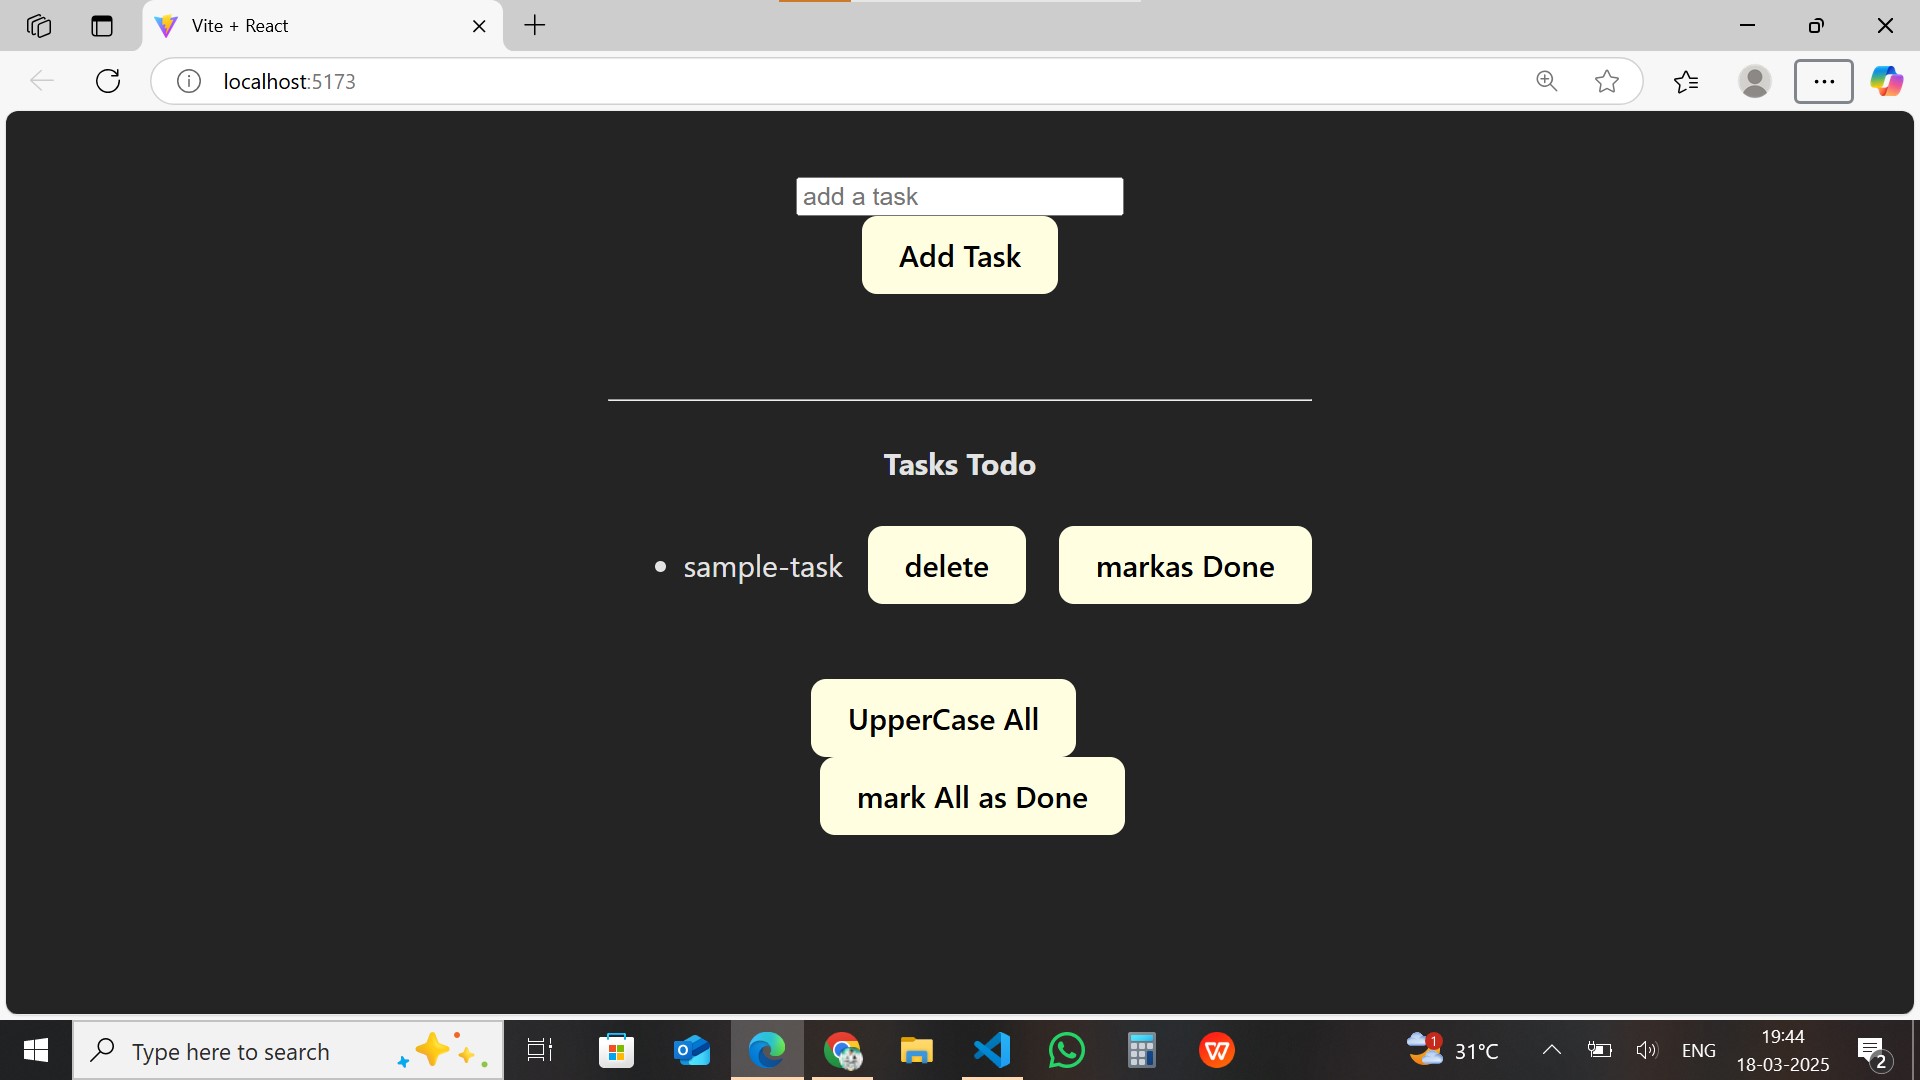 Vite + React
localhost:5173
add a task
Add Task
Tasks Todo
sample-task delete markas Done
UpperCase All
mark All as Done
Type here to search
1 31°C ENG 19:44 2
18-03-2025